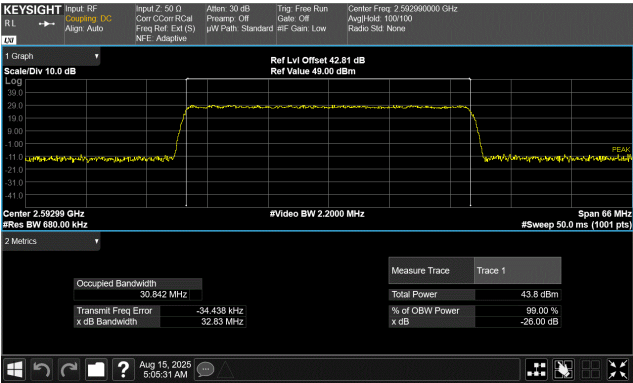 KEYSIGHT Input: RF Input Z: 50 Ω Atten: 30 dB Trig: Free Run Center Freq: 2.592990000 GHz
RL Coupling: DC Corr CCorr RCal Preamp: Off Gate: Off Avg|Hold: 100/100
Align: Auto Freq Ref: Ext (S) µW Path: Standard #IF Gain: Low Radio Std: None
LXI NFE: Adaptive
1 Graph
Ref Lvl Offset 42.81 dB
Scale/Div 10.0 dB Ref Value 49.00 dBm
Log
39.0
29.0
19.0
9.00
-1.00
-11.0 PEAK
-21.0
-31.0
-41.0
Center 2.59299 GHz #Video BW 2.2000 MHz Span 66 MHz
#Res BW 680.00 kHz #Sweep 50.0 ms (1001 pts)
2 Metrics
Measure Trace Trace 1
Occupied Bandwidth
30.842 MHz Total Power 43.8 dBm
Transmit Freq Error -34.438 kHz % of OBW Power 99.00 %
x dB Bandwidth 32.83 MHz x dB -26.00 dB
? Aug 15, 2025
5:05:31 AM